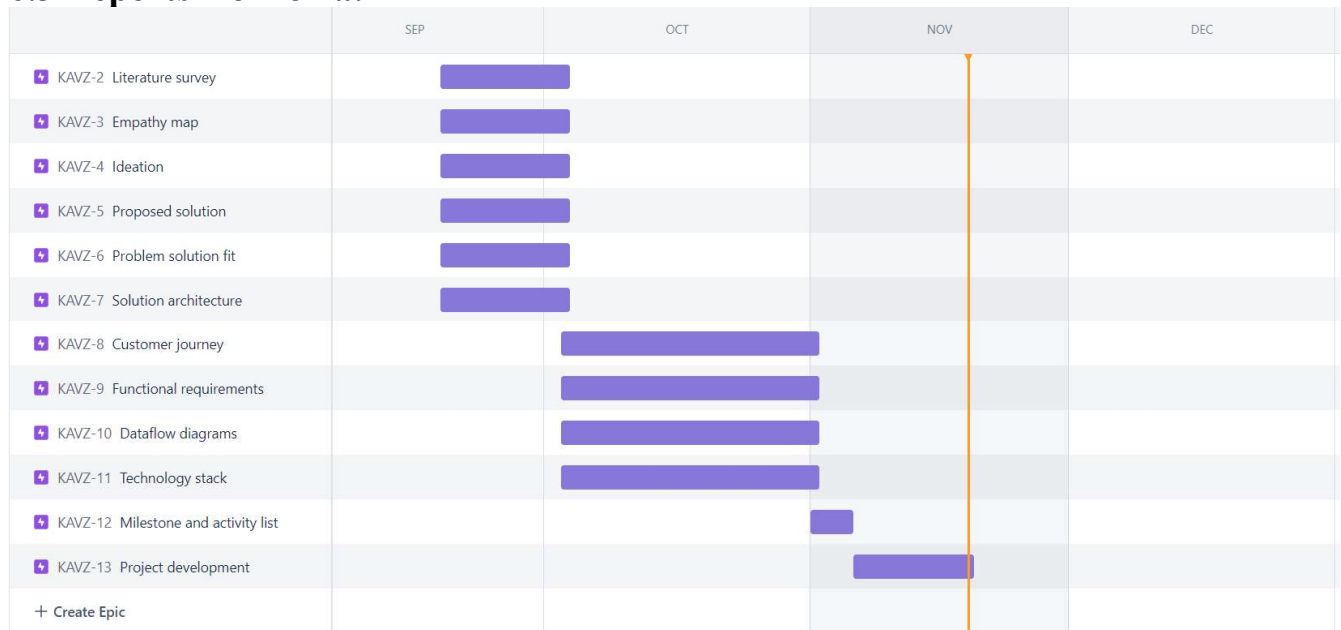 SEP OCT NOV DEC
KAVZ-2 Literature survey
KAVZ-3 Empathy map
KAVZ-4 Ideation
KAVZ-5 Proposed solution
KAVZ-6 Problem solution fit
KAVZ-7 Solution architecture
KAVZ-8 Customer journey
KAVZ-9 Functional requirements
KAVZ-10 Dataflow diagrams
KAVZ-11 Technology stack
KAVZ-12 Milestone and activity list
KAVZ-13 Project development
+ Create Epic